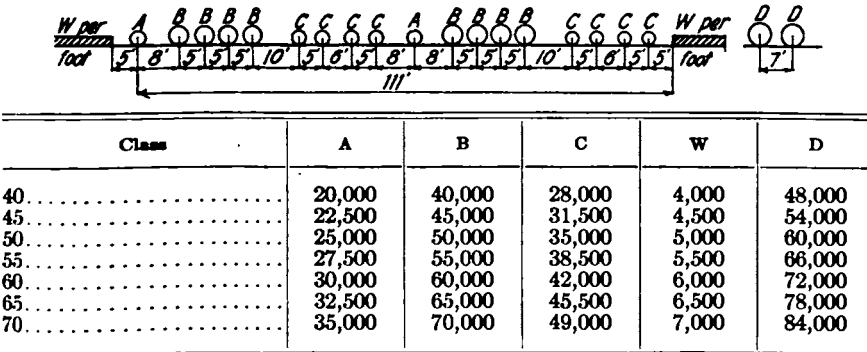 A B B B B C C C C A B B B B C C C C D D
W per W per
foot 5' 8' 5' 5' 5' 10' 5' 6' 5' 8' 8' 5' 5' 5' 10' 5' 6' 5' 5' foot 7'
111'
Class A B C W D
40........................... 20,000 40,000 28,000 4,000 48,000
45........................... 22,500 45,000 31,500 4,500 54,000
50........................... 25,000 50,000 35,000 5,000 60,000
55........................... 27,500 55,000 38,500 5,500 66,000
60........................... 30,000 60,000 42,000 6,000 72,000
65........................... 32,500 65,000 45,500 6,500 78,000
70........................... 35,000 70,000 49,000 7,000 84,000